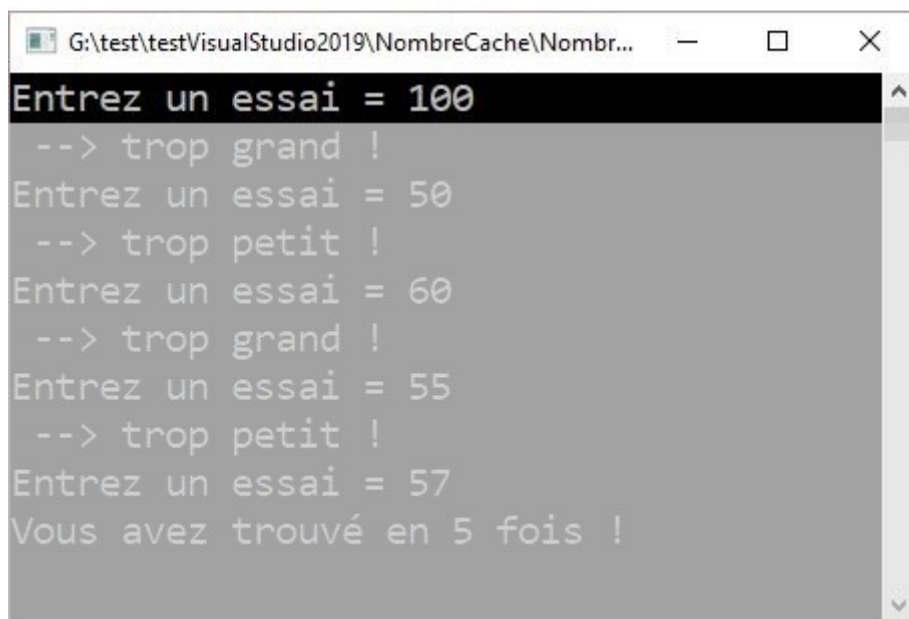 G:\test\testVisualStudio2019\NombreCache\Nombr...
Entrez un essai = 100
--> trop grand !
Entrez un essai = 50
--> trop petit !
Entrez un essai = 60
--> trop grand !
Entrez un essai = 55
--> trop petit !
Entrez un essai = 57
Vous avez trouvé en 5 fois !